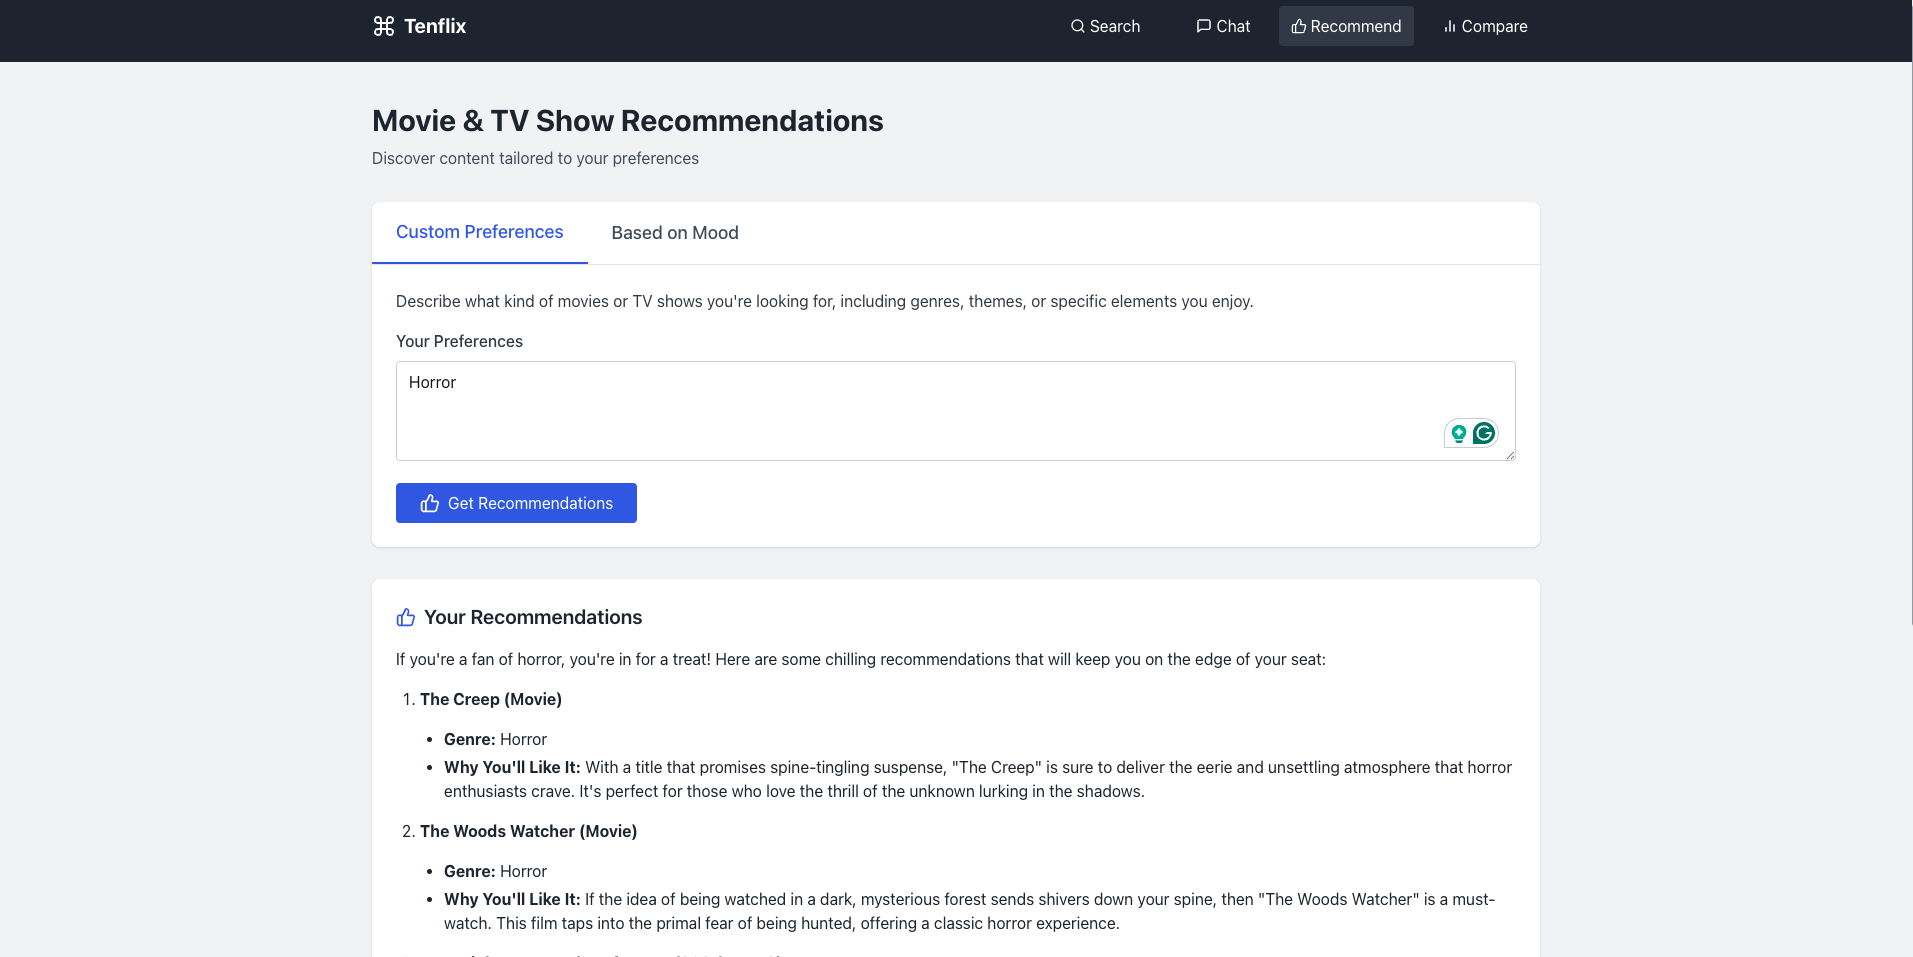 Tenflix
Search
Chat
Recommend
Compare
Movie & TV Show Recommendations
Discover content tailored to your preferences
Custom Preferences
Based on Mood
Describe what kind of movies or TV shows you're looking for, including genres, themes, or specific elements you enjoy.
Your Preferences
Horror
Get Recommendations
Your Recommendations
If you're a fan of horror, you're in for a treat! Here are some chilling recommendations that will keep you on the edge of your seat:
1. The Creep (Movie)
• Genre: Horror
• Why You'll Like It: With a title that promises spine-tingling suspense, "The Creep" is sure to deliver the eerie and unsettling atmosphere that horror
enthusiasts crave. It's perfect for those who love the thrill of the unknown lurking in the shadows.
2. The Woods Watcher (Movie)
• Genre: Horror
• Why You'll Like It: If the idea of being watched in a dark, mysterious forest sends shivers down your spine, then "The Woods Watcher" is a must-
watch. This film taps into the primal fear of being hunted, offering a classic horror experience.